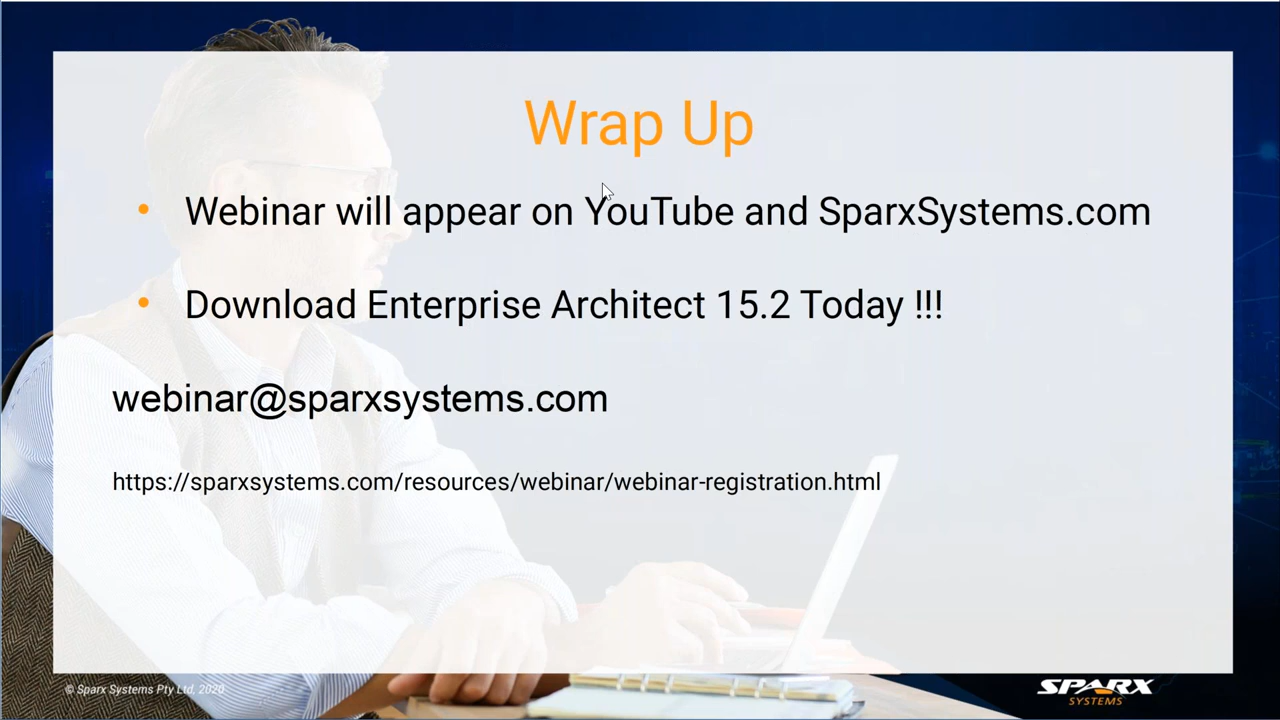 Wrap Up
• Webinar will appear on YouTube and SparxSystems.com
• Download Enterprise Architect 15.2 Today !!!
webinar@sparxsystems.com
https://sparxsystems.com/resources/webinar/webinar-registration.html
© Sparx Systems Pty Ltd, 2020
SPARX
SYSTEMS